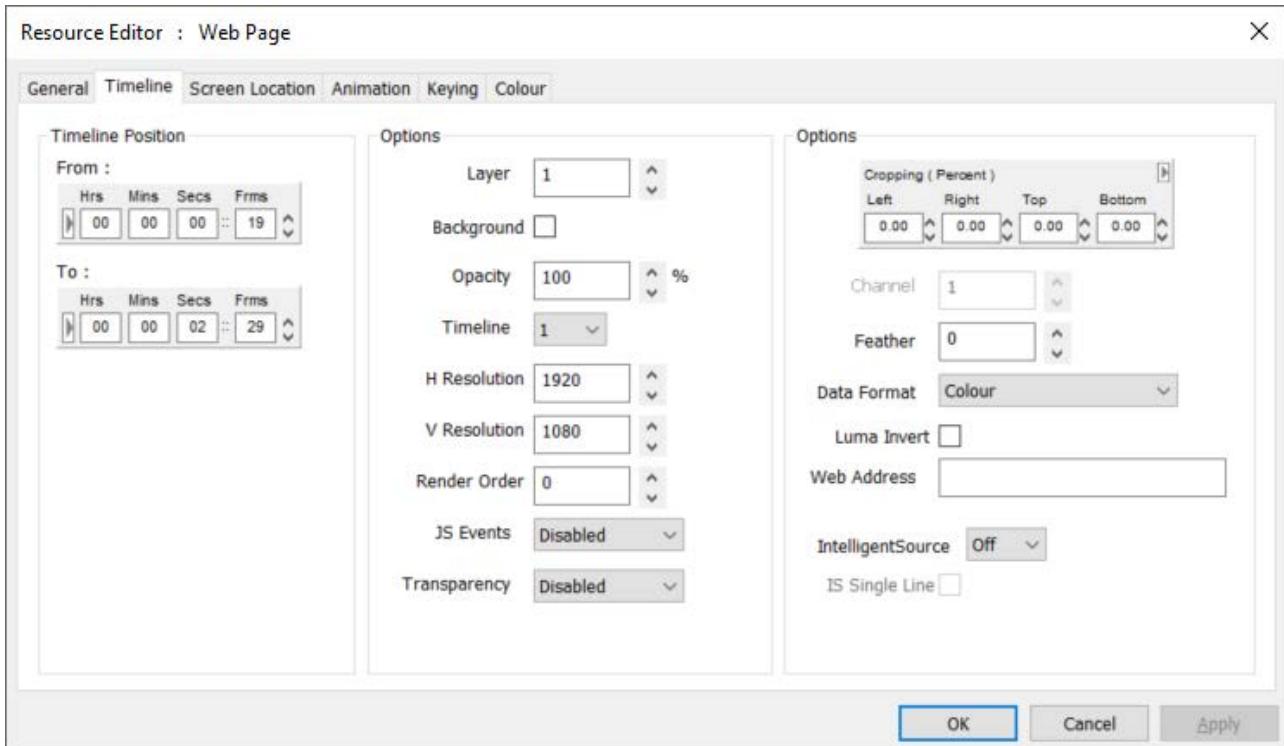 Resource Editor : Web Page
General Timeline Screen Location Animation Keying Colour
Timeline Position
From :
Hrs Mins Secs Frms
00 00 00 :: 19
To :
Hrs Mins Secs Frms
00 00 02 :: 29
Options
Layer 1
Background
Opacity 100 %
Timeline 1
H Resolution 1920
V Resolution 1080
Render Order 0
JS Events Disabled
Transparency Disabled
Options
Cropping ( Percent )
Left Right Top Bottom
0.00 0.00 0.00 0.00
Channel 1
Feather 0
Data Format Colour
Luma Invert
Web Address
IntelligentSource Off
IS Single Line
OK Cancel Apply